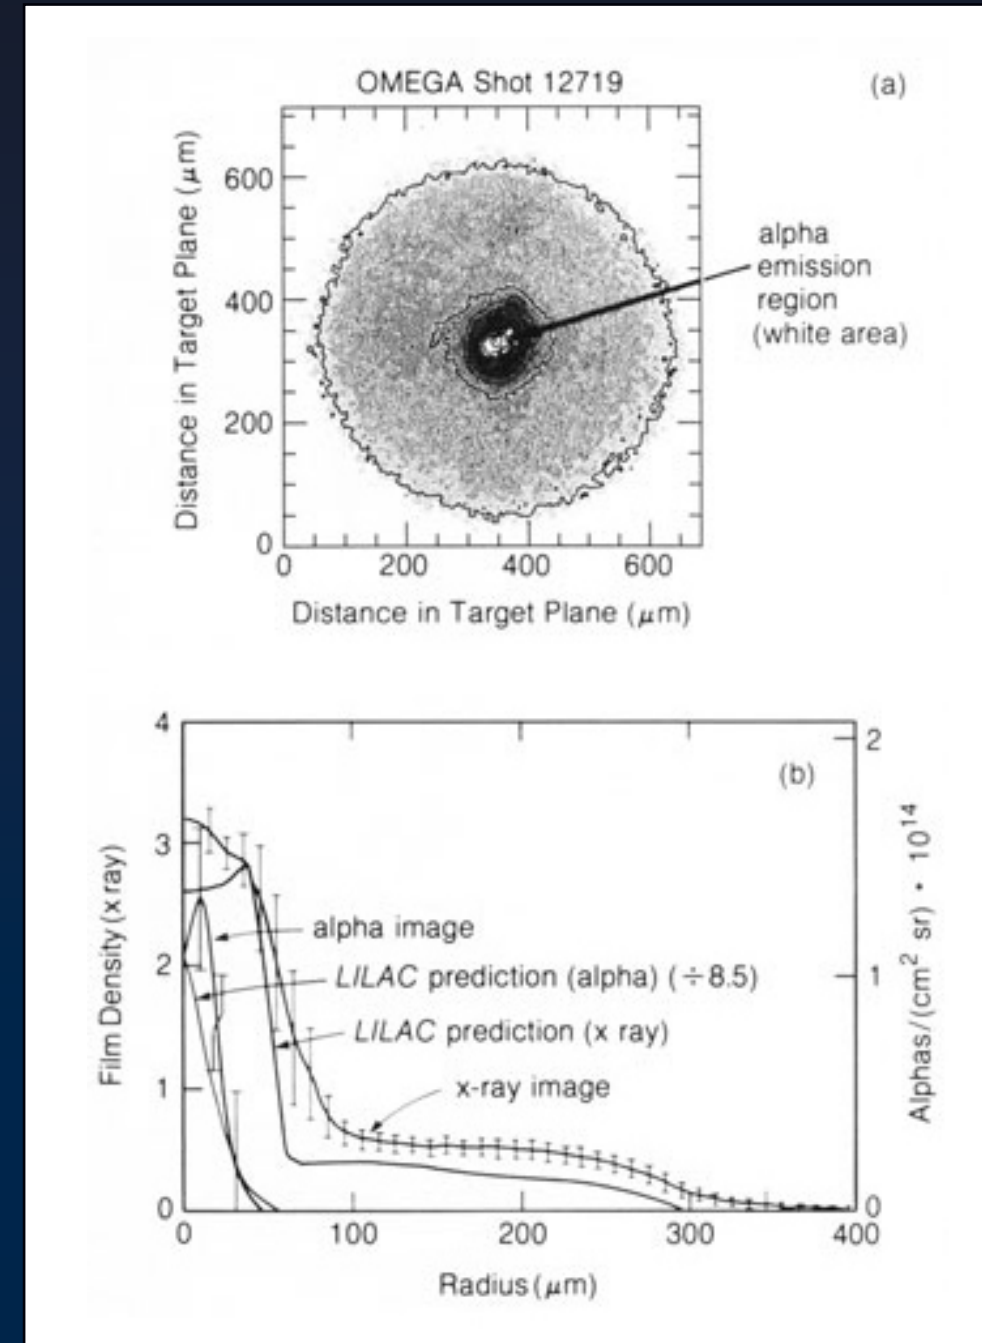 OMEGA Shot 12719
(a)
Distance in Target Plane (μm)
600
400
200
0
0 200 400 600
Distance in Target Plane (μm)
alpha
emission
region
(white area)
(b)
Film Density (x ray)
4
3
2
1
0
alpha image
LILAC prediction (alpha) (÷8.5)
LILAC prediction (x ray)
x-ray image
2
1
0
Alphas/(cm² sr) • 10¹⁴
0 100 200 300 400
Radius (μm)